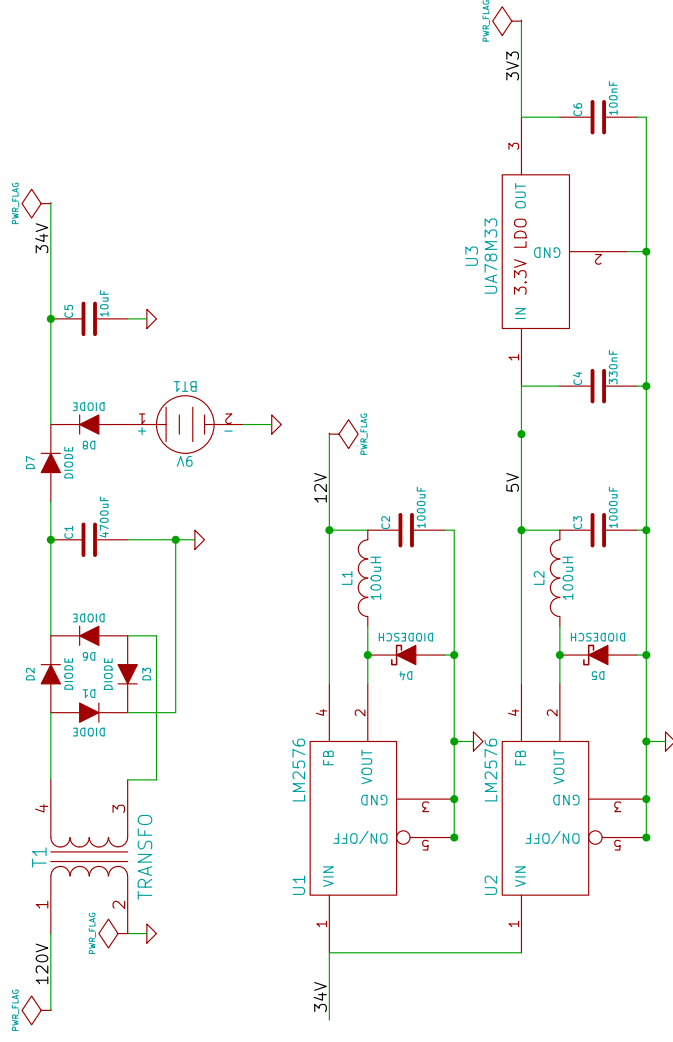 PWR_FLAG
120V
T1
TRANSFO
1
2
3
4
PWR_FLAG
D2
DIODE
D1
DIODE
D6
DIODE
D3
DIODE
C1
4700uF
D7
DIODE
D8
DIODE
BT1
9V
1
2
+
-
C5
10uF
34V
PWR_FLAG
34V
U1
LM2576
VIN
FB
VOUT
GND
ON/OFF
1
4
2
3
5
D4
DIODESCH
L1
100uH
C2
1000uF
12V
PWR_FLAG
U2
LM2576
VIN
FB
VOUT
GND
ON/OFF
1
4
2
3
5
D5
DIODESCH
L2
100uH
C3
1000uF
5V
C4
330nF
U3
UA78M33
3.3V LDO
IN
OUT
GND
1
3
2
C6
100nF
3V3
PWR_FLAG